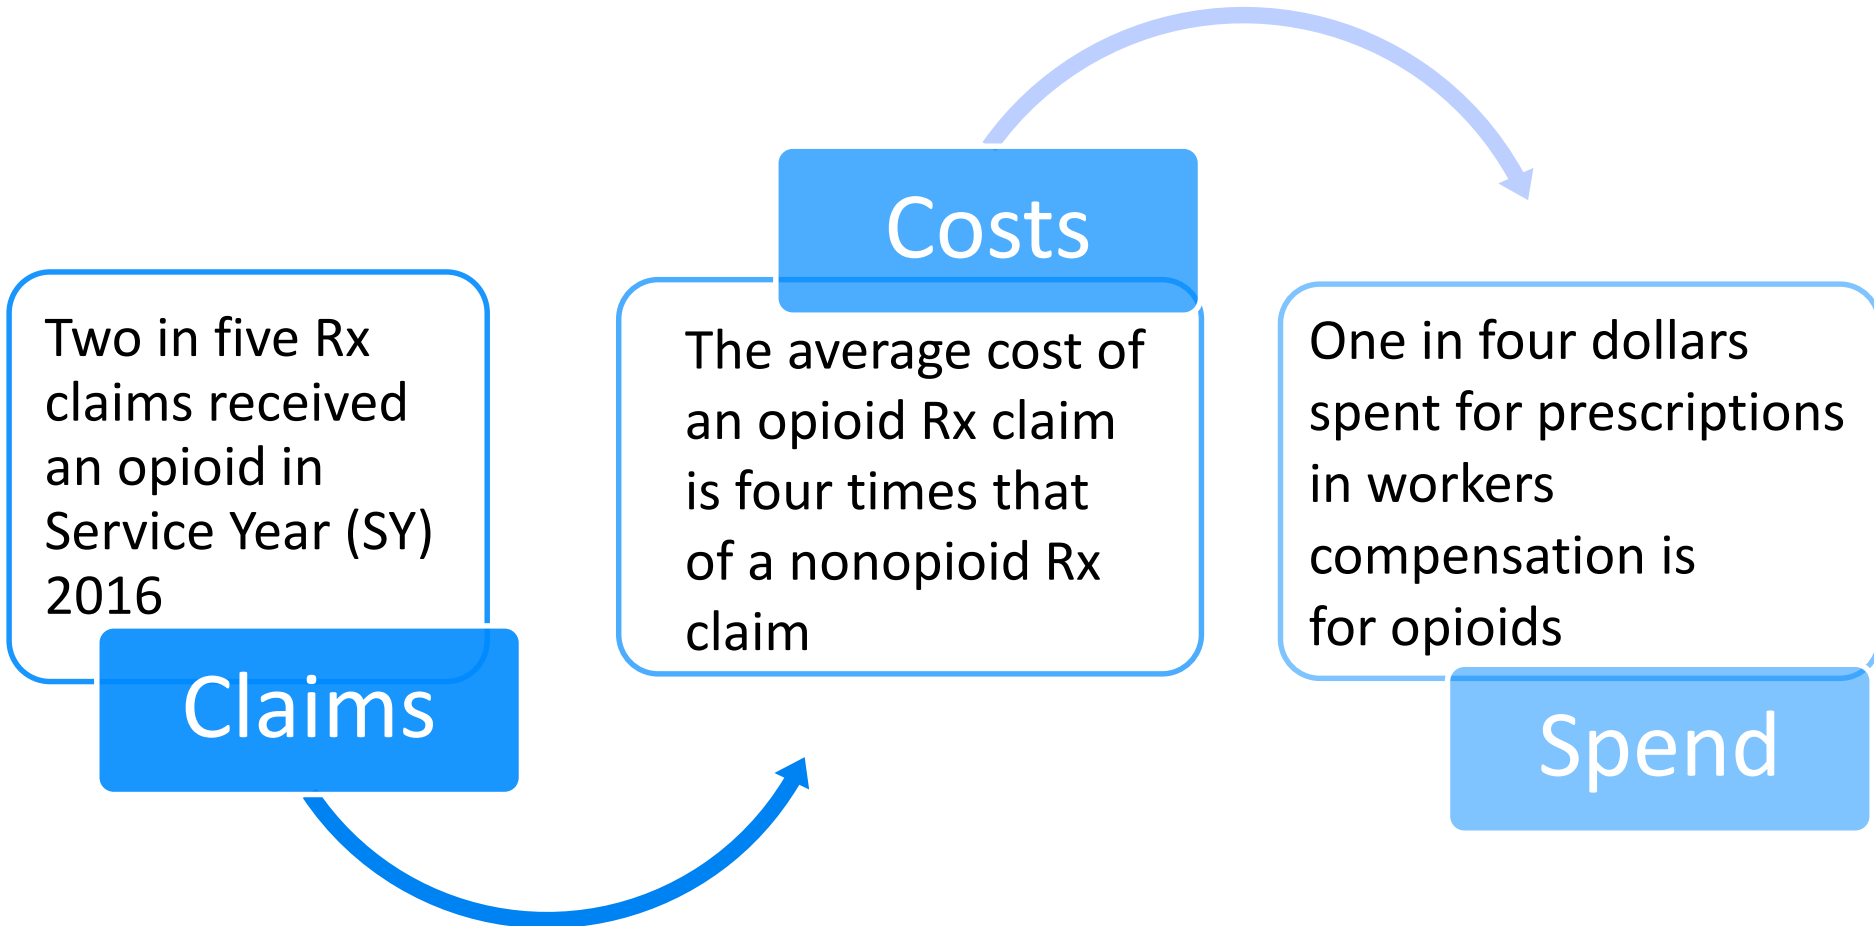 Two in five Rx
claims received
an opioid in
Service Year (SY)
2016
Claims
Costs
The average cost of
an opioid Rx claim
is four times that
of a nonopioid Rx
claim
One in four dollars
spent for prescriptions
in workers
compensation is
for opioids
Spend